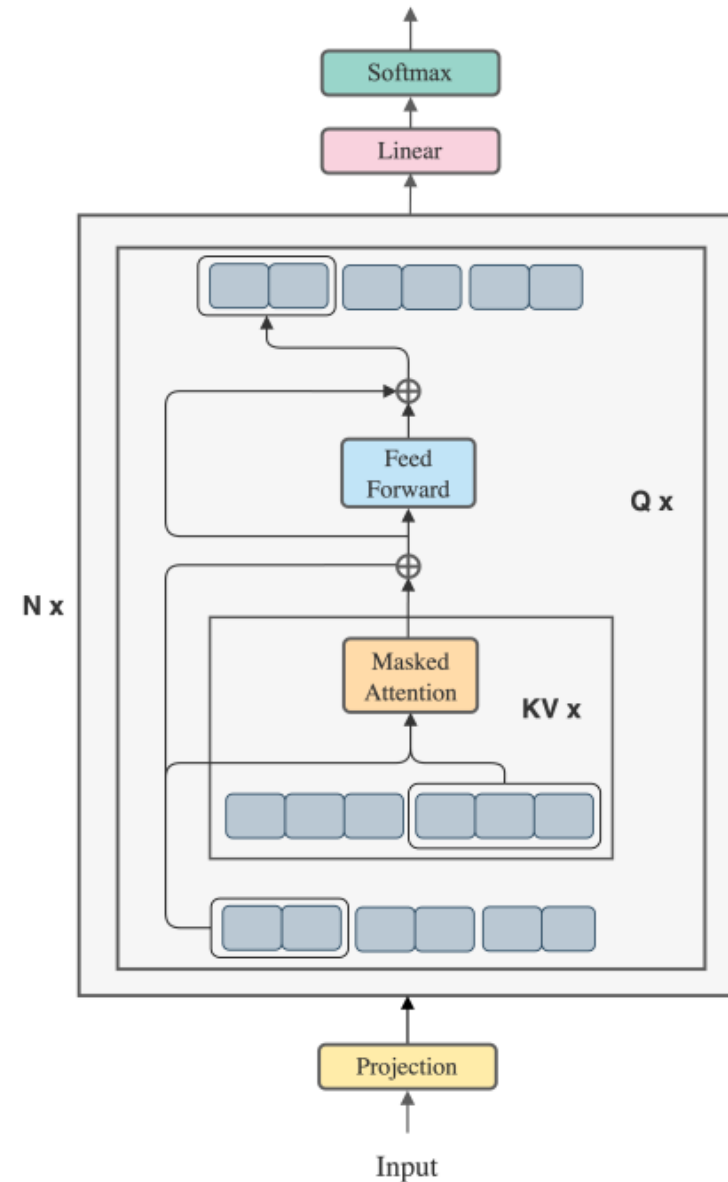 Softmax
Linear
Feed
Forward
Q x
N x
Masked
Attention
KV x
Projection
Input